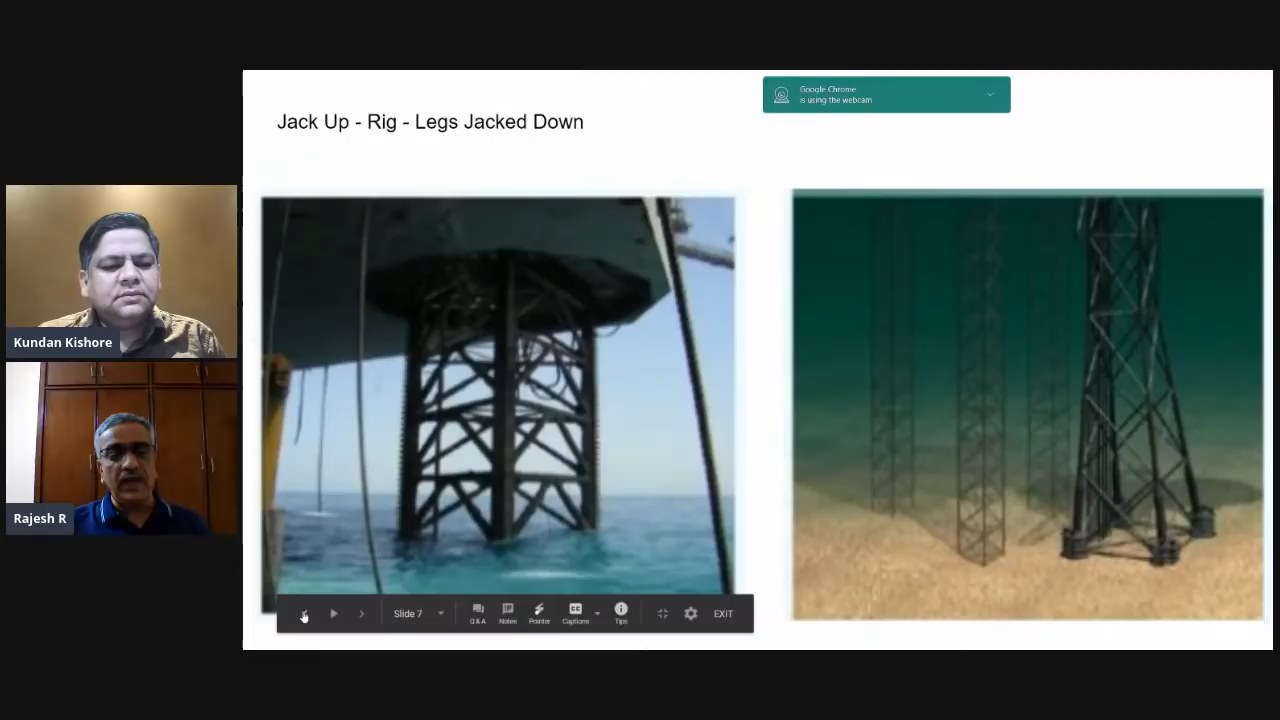 Google Chrome
is using the webcam
Jack Up - Rig - Legs Jacked Down
Kundan Kishore
Rajesh R
Slide 7
Q&A
Notes
Pointer
Captions
Tips
EXIT